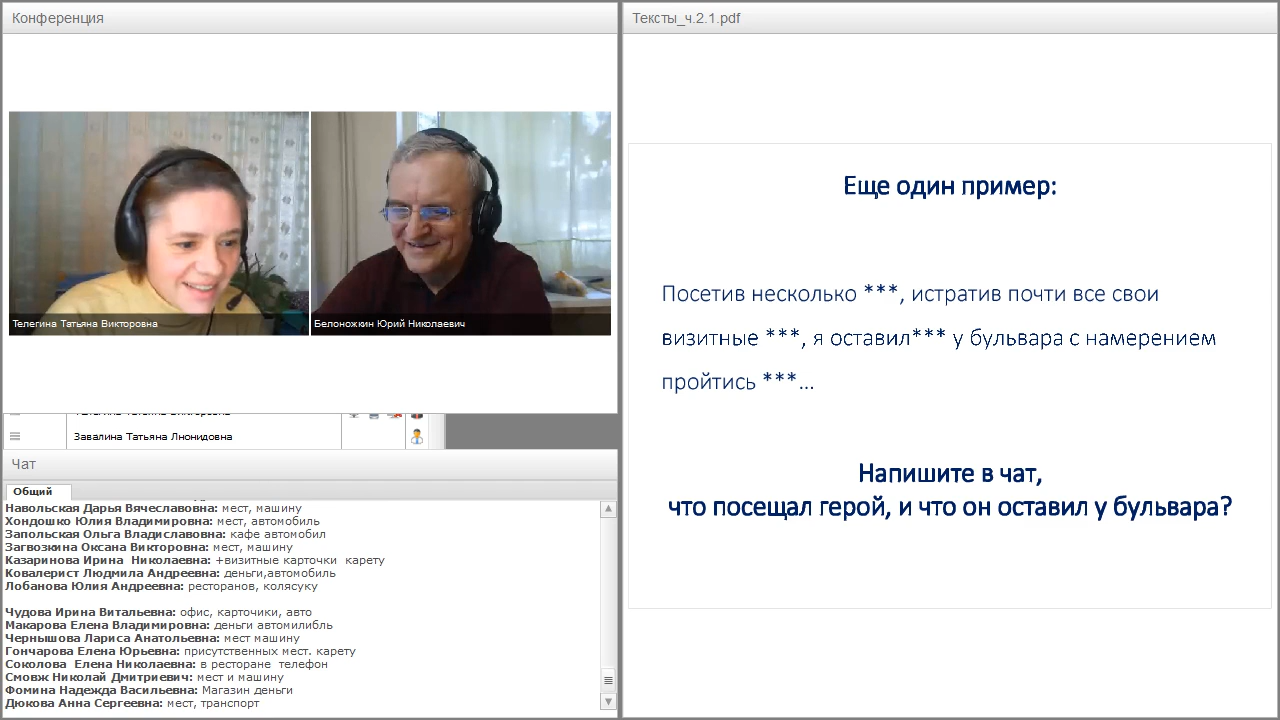 Конференция
Телегина Татьяна Викторовна
Белоножкин Юрий Николаевич
Завалина Татьяна Лнонидовна
Чат
Общий
Навольская Дарья Вячеславовна: мест, машину
Хондошко Юлия Владимировна: мест, автомобиль
Запольская Ольга Владиславовна: кафе автомобил
Загвозкина Оксана Викторовна: мест, машину
Казаринова Ирина Николаевна: +визитные карточки карету
Ковалерист Людмила Андреевна: деньги,автомобиль
Лобанова Юлия Андреевна: ресторанов, колясуку
Чудова Ирина Витальевна: офис, карточики, авто
Макарова Елена Владимировна: деньги автомилибль
Чернышова Лариса Анатольевна: мест машину
Гончарова Елена Юрьевна: присутственных мест. карету
Соколова Елена Николаевна: в ресторане телефон
Смовж Николай Дмитриевич: мест и машину
Фомина Надежда Васильевна: Магазин деньги
Дюкова Анна Сергеевна: мест, транспорт
Тексты_ч.2.1.pdf
Еще один пример:
Посетив несколько ***, истратив почти все свои
визитные ***, я оставил*** у бульвара с намерением
пройтись ***…
Напишите в чат,
что посещал герой, и что он оставил у бульвара?